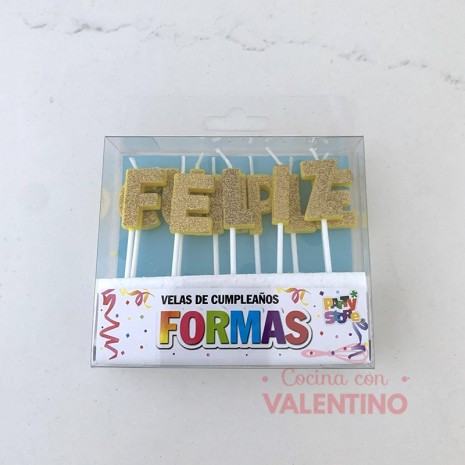 FELIZ
VELAS DE CUMPLEAÑOS
FORMAS
PARTY
STORE
Cocina con
VALENTINO